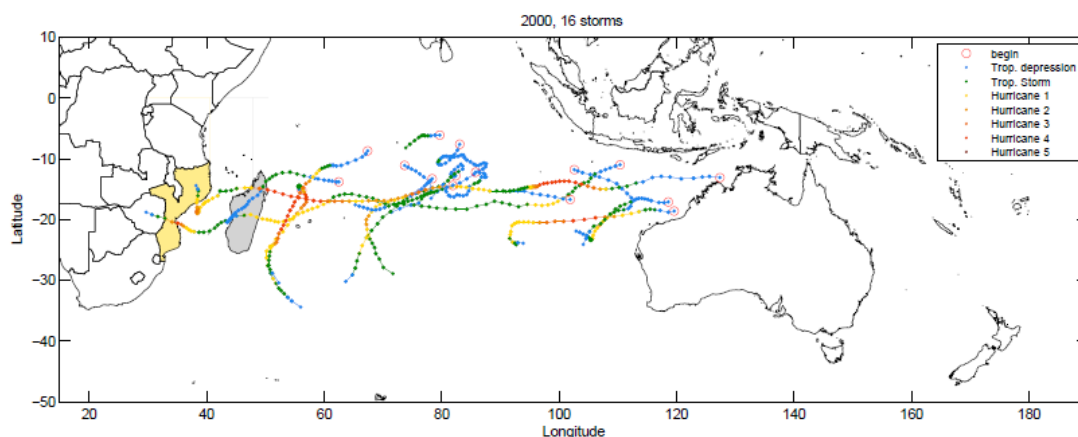 2000, 16 storms
begin
Trop. depression
Trop. Storm
Hurricane 1
Hurricane 2
Hurricane 3
Hurricane 4
Hurricane 5
Latitude
10
0
−10
−20
−30
−40
−50
20 40 60 80 100 120 140 160 180
Longitude